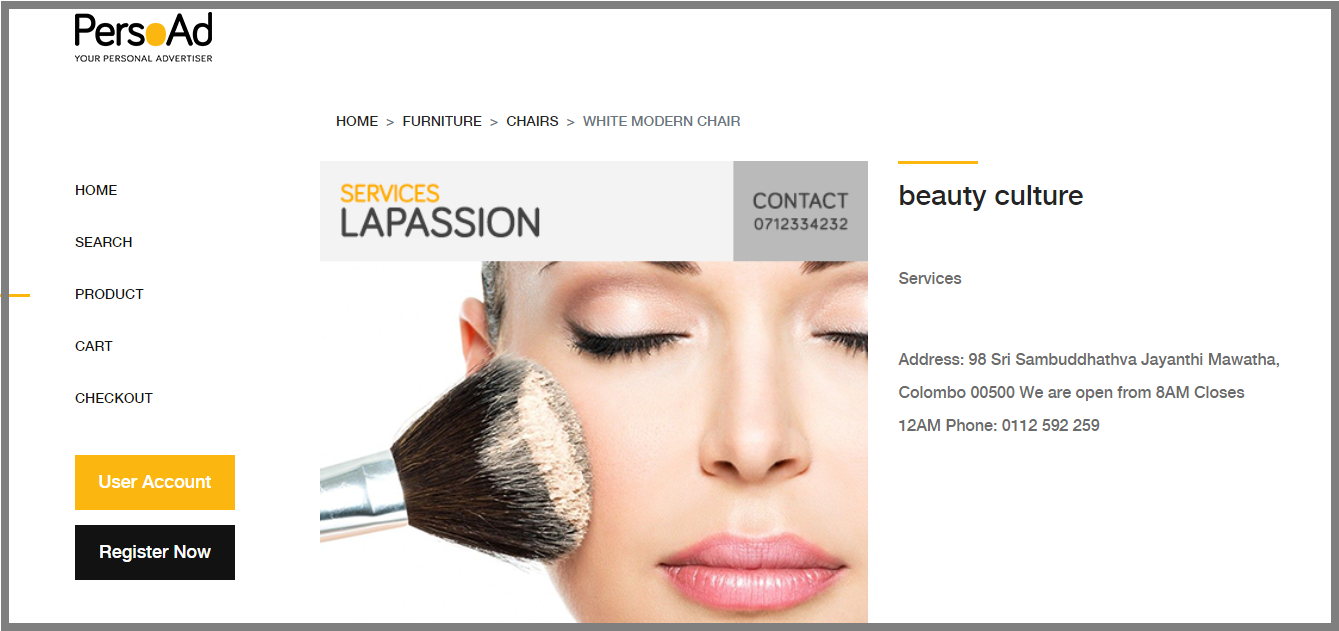 PersoAd
YOUR PERSONAL ADVERTISER
HOME > FURNITURE > CHAIRS > WHITE MODERN CHAIR
HOME
SEARCH
PRODUCT
CART
CHECKOUT
User Account
Register Now
SERVICES
LAPASSION
CONTACT
0712334232
beauty culture
Services
Address: 98 Sri Sambuddhathva Jayanthi Mawatha,
Colombo 00500 We are open from 8AM Closes
12AM Phone: 0112 592 259